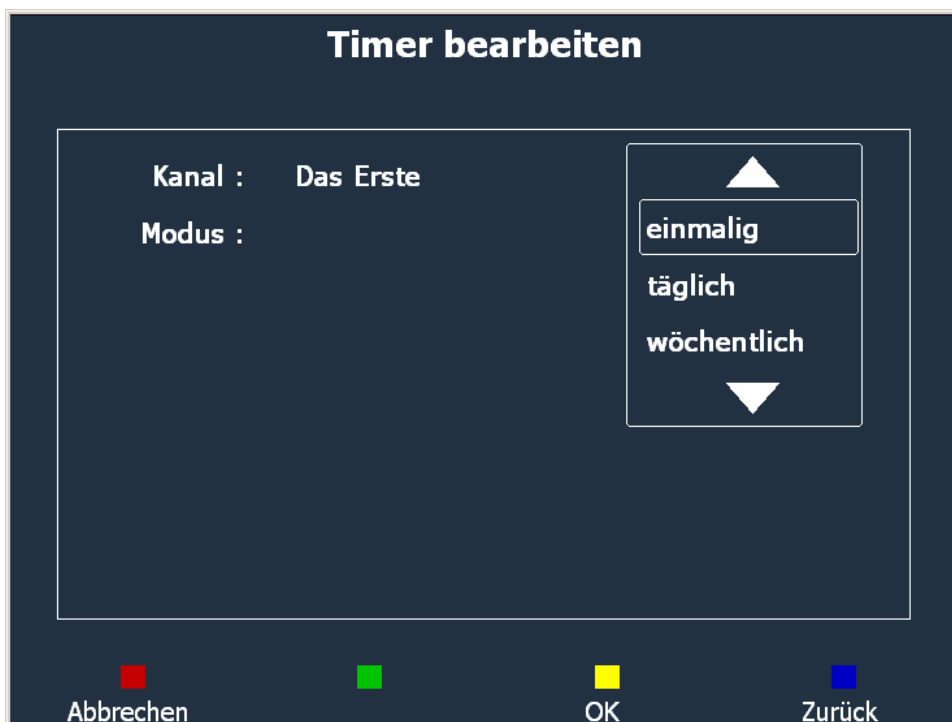 Timer bearbeiten
Kanal : Das Erste
Modus :
einmalig
täglich
wöchentlich
Abbrechen OK Zurück